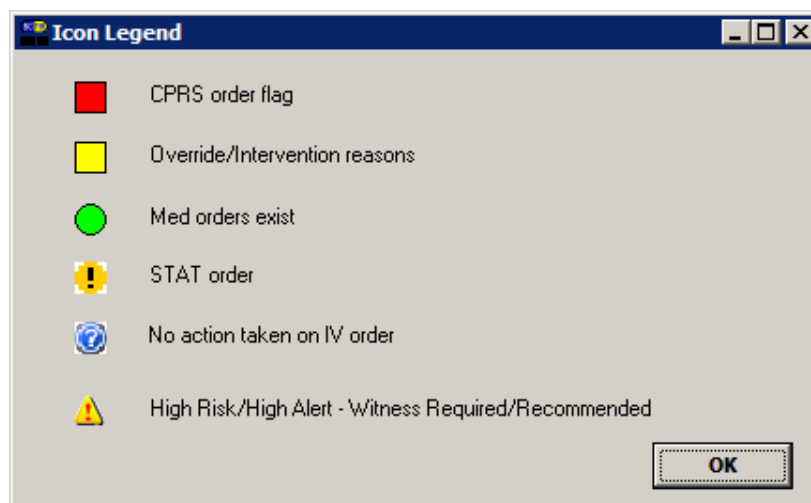 Icon Legend
CPRS order flag
Override/Intervention reasons
Med orders exist
STAT order
No action taken on IV order
High Risk/High Alert - Witness Required/Recommended
OK